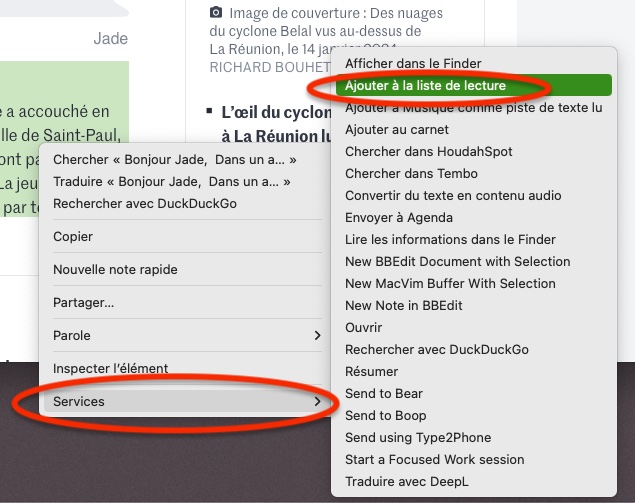 Jade
e a accouché en
lle de Saint-Paul,
ont pa
La jeu
par te
Image de couverture : Des nuages
du cyclone Belal vus au-dessus de
La Réunion, le 14 janvier 2024
RICHARD BOUHET
L’œil du cyclon
à La Réunion lu
Chercher « Bonjour Jade, Dans un a... »
Traduire « Bonjour Jade, Dans un a... »
Rechercher avec DuckDuckGo
Copier
Nouvelle note rapide
Partager...
Parole
Inspecter l’élément
Services
Afficher dans le Finder
Ajouter à la liste de lecture
Ajouter à Musique comme piste de texte lu
Ajouter au carnet
Chercher dans HoudahSpot
Chercher dans Tembo
Convertir du texte en contenu audio
Envoyer à Agenda
Lire les informations dans le Finder
New BBEdit Document with Selection
New MacVim Buffer With Selection
New Note in BBEdit
Ouvrir
Rechercher avec DuckDuckGo
Résumer
Send to Bear
Send to Boop
Send using Type2Phone
Start a Focused Work session
Traduire avec DeepL